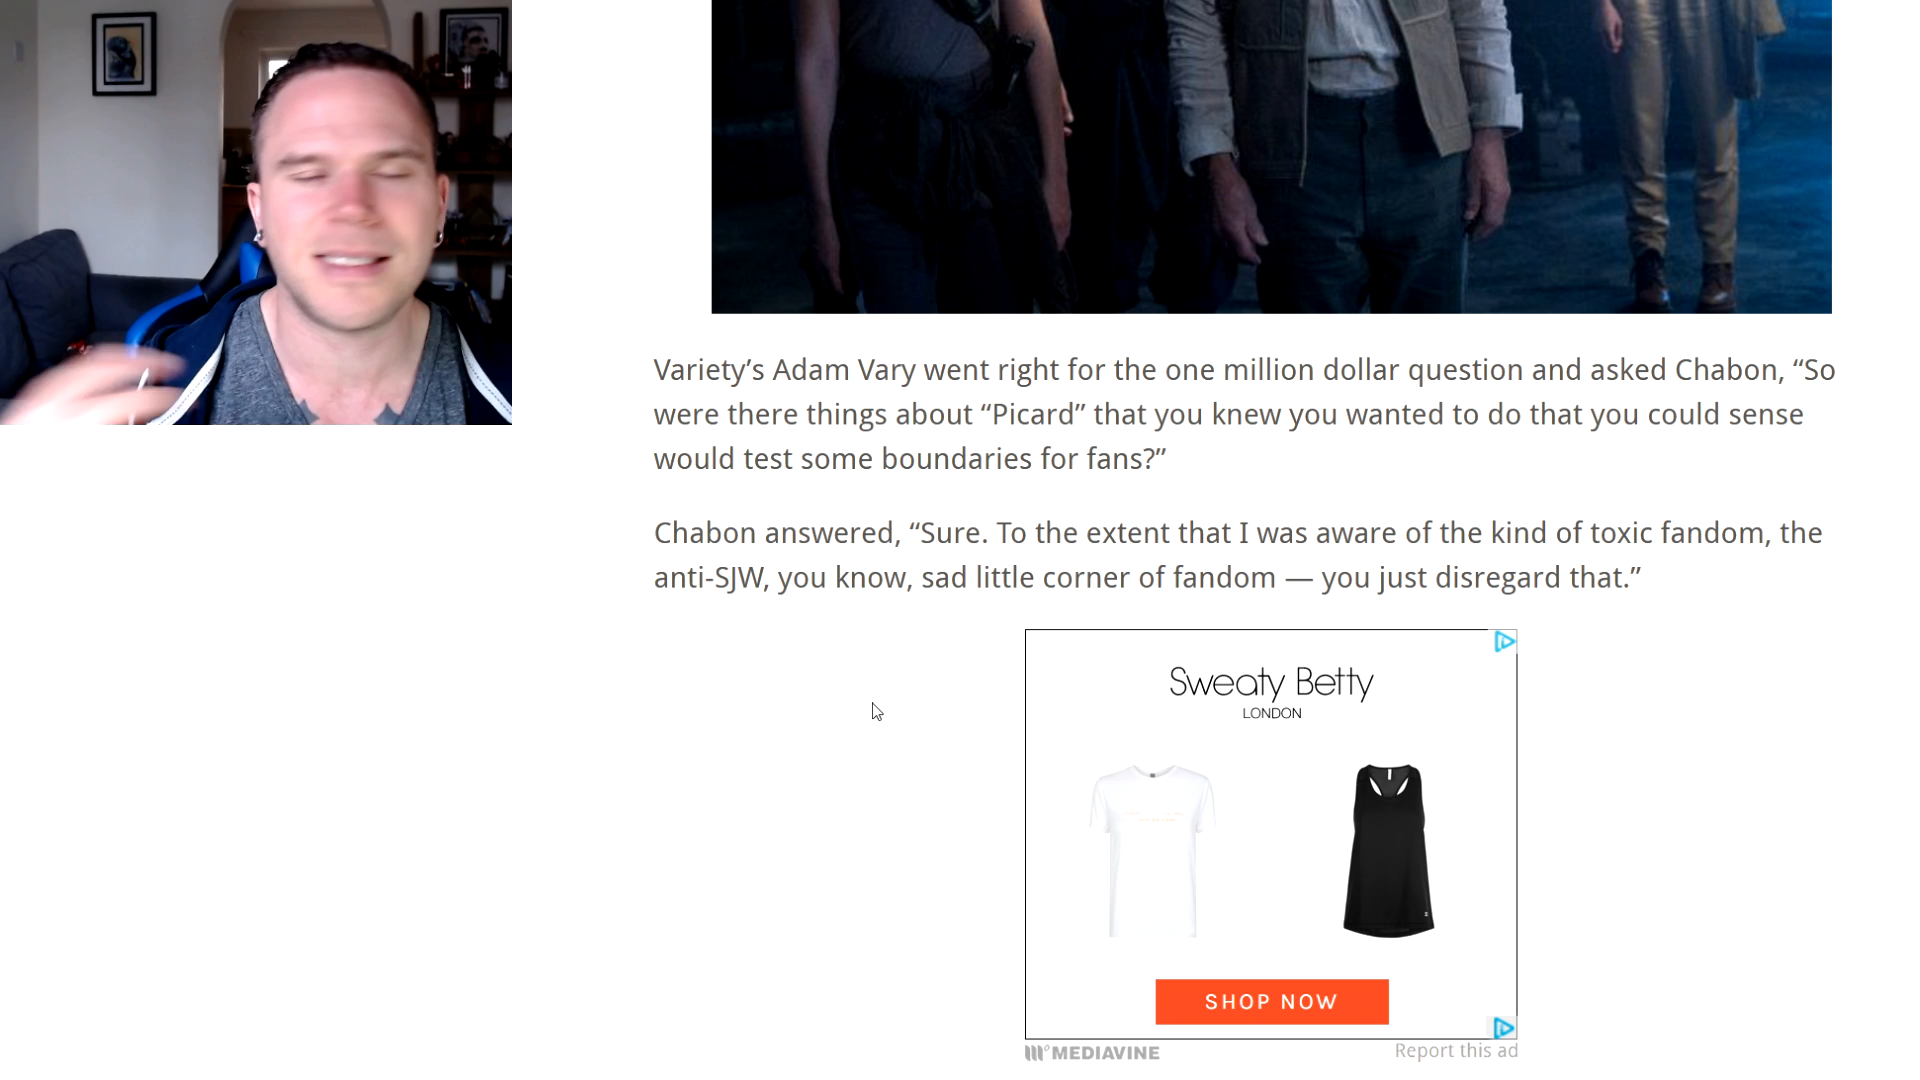 Variety’s Adam Vary went right for the one million dollar question and asked Chabon, “So
were there things about “Picard” that you knew you wanted to do that you could sense
would test some boundaries for fans?”
Chabon answered, “Sure. To the extent that I was aware of the kind of toxic fandom, the
anti-SJW, you know, sad little corner of fandom — you just disregard that.”
Sweaty Betty
LONDON
SHOP NOW
MEDIAVINE
Report this ad